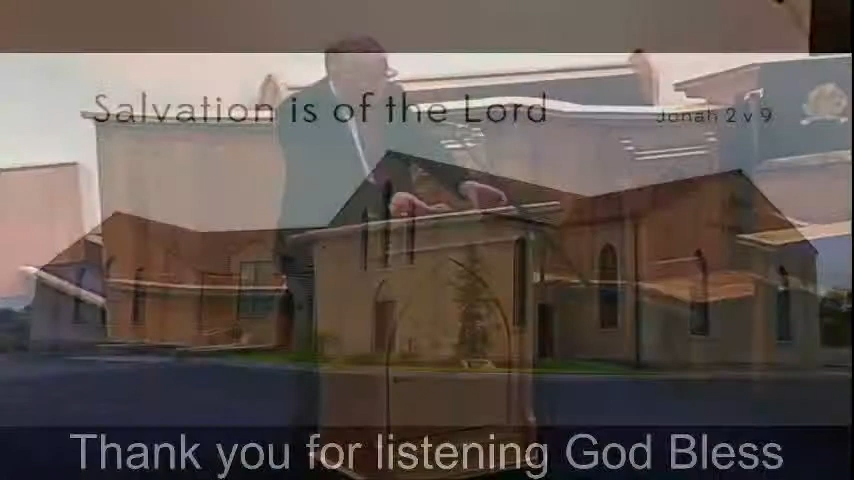 Salvation is of the Lord Jonah 2 v 9
Thank you for listening God Bless